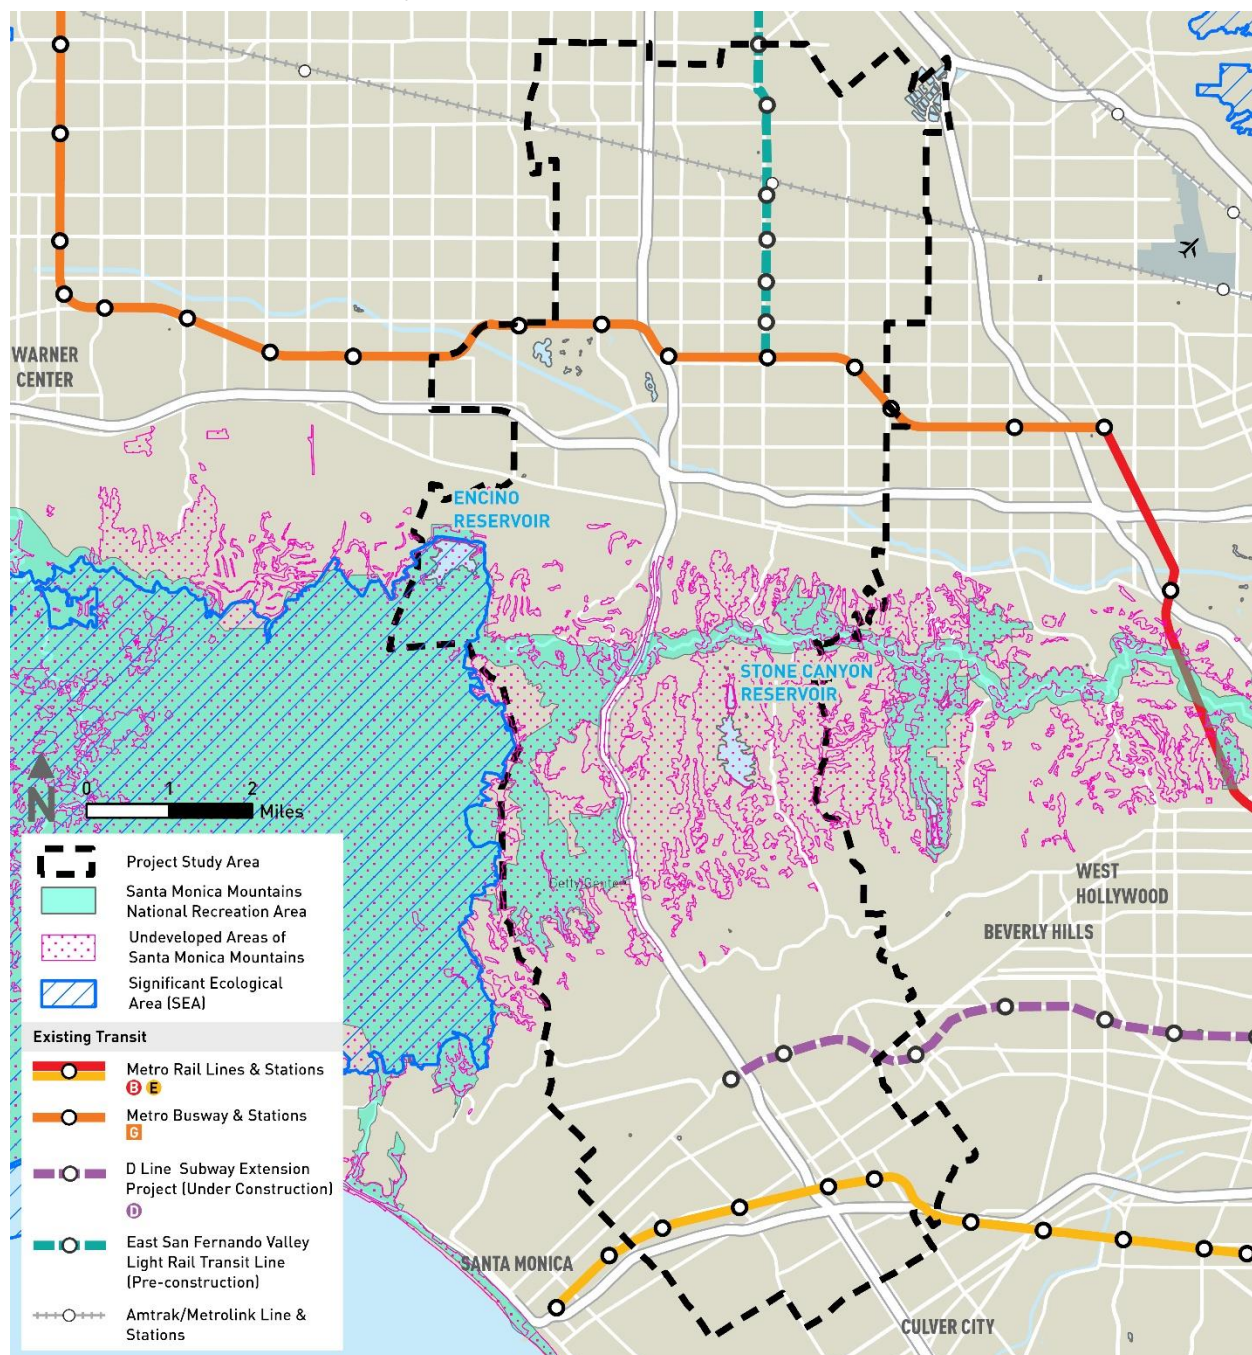 WARNER
CENTER
ENCINO
RESERVOIR
STONE CANYON
RESERVOIR
N
0 1 2
Miles
Getty Center
WEST
HOLLYWOOD
BEVERLY HILLS
SANTA MONICA
CULVER CITY
Project Study Area
Santa Monica Mountains
National Recreation Area
Undeveloped Areas of
Santa Monica Mountains
Significant Ecological
Area (SEA)
Existing Transit
Metro Rail Lines & Stations
B E
Metro Busway & Stations
G
D Line Subway Extension
Project (Under Construction)
D
East San Fernando Valley
Light Rail Transit Line
(Pre-construction)
Amtrak/Metrolink Line &
Stations